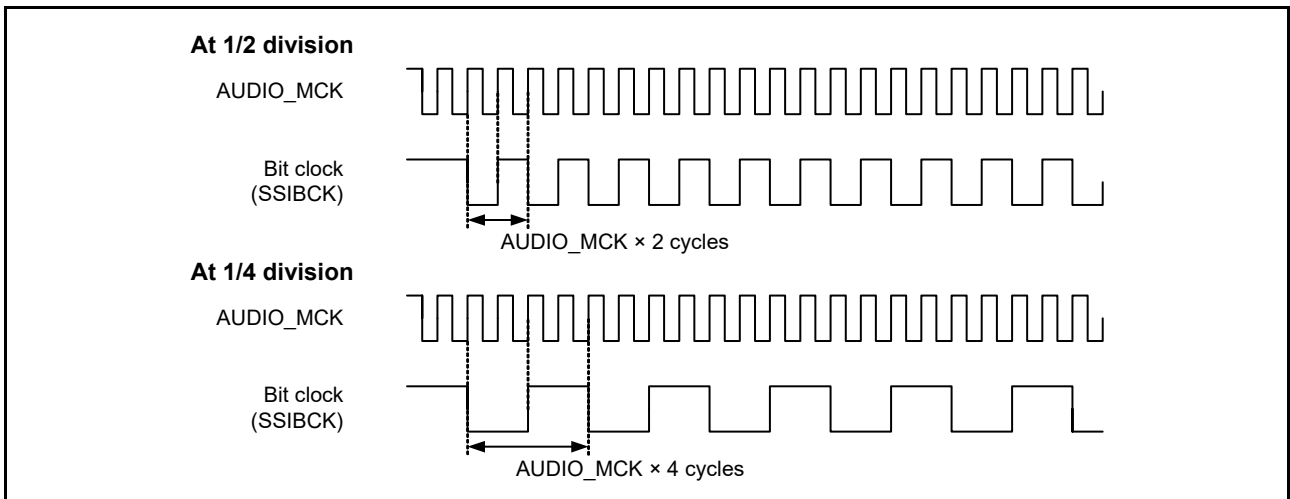 At 1/2 division
AUDIO_MCK
Bit clock
(SSIBCK)
AUDIO_MCK × 2 cycles
At 1/4 division
AUDIO_MCK
Bit clock
(SSIBCK)
AUDIO_MCK × 4 cycles